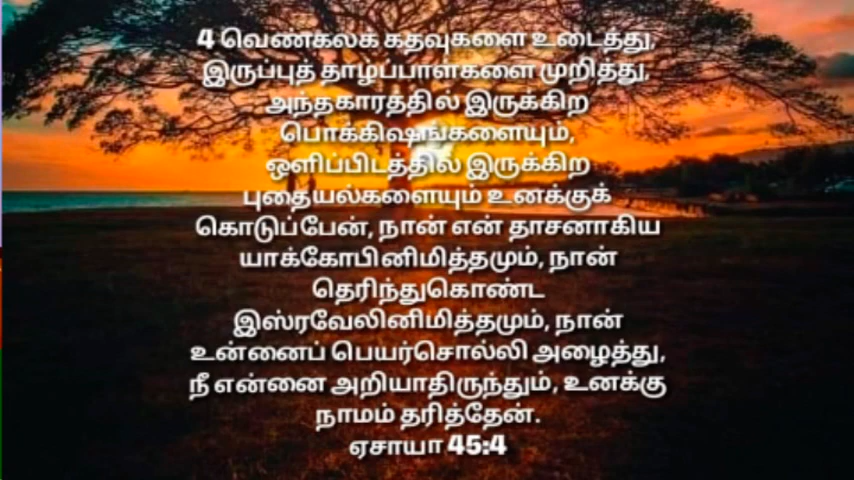 4 வெண்கலக் கதவுகளை உடைத்து,
இருப்புத் தாழ்ப்பாள்களை முறித்து,
அந்தகாரத்தில் இருக்கிற
பொக்கிஷங்களையும்,
ஒளிப்பிடத்தில் இருக்கிற
புதையல்களையும் உனக்குக்
கொடுப்பேன், நான் என் தாசனாகிய
யாக்கோபினிமித்தமும், நான்
தெரிந்துகொண்ட
இஸ்ரவேலினிமித்தமும், நான்
உன்னைப் பெயர்சொல்லி அழைத்து,
நீ என்னை அறியாதிருந்தும், உனக்கு
நாமம் தரித்தேன்.
ஏசாயா 45:4